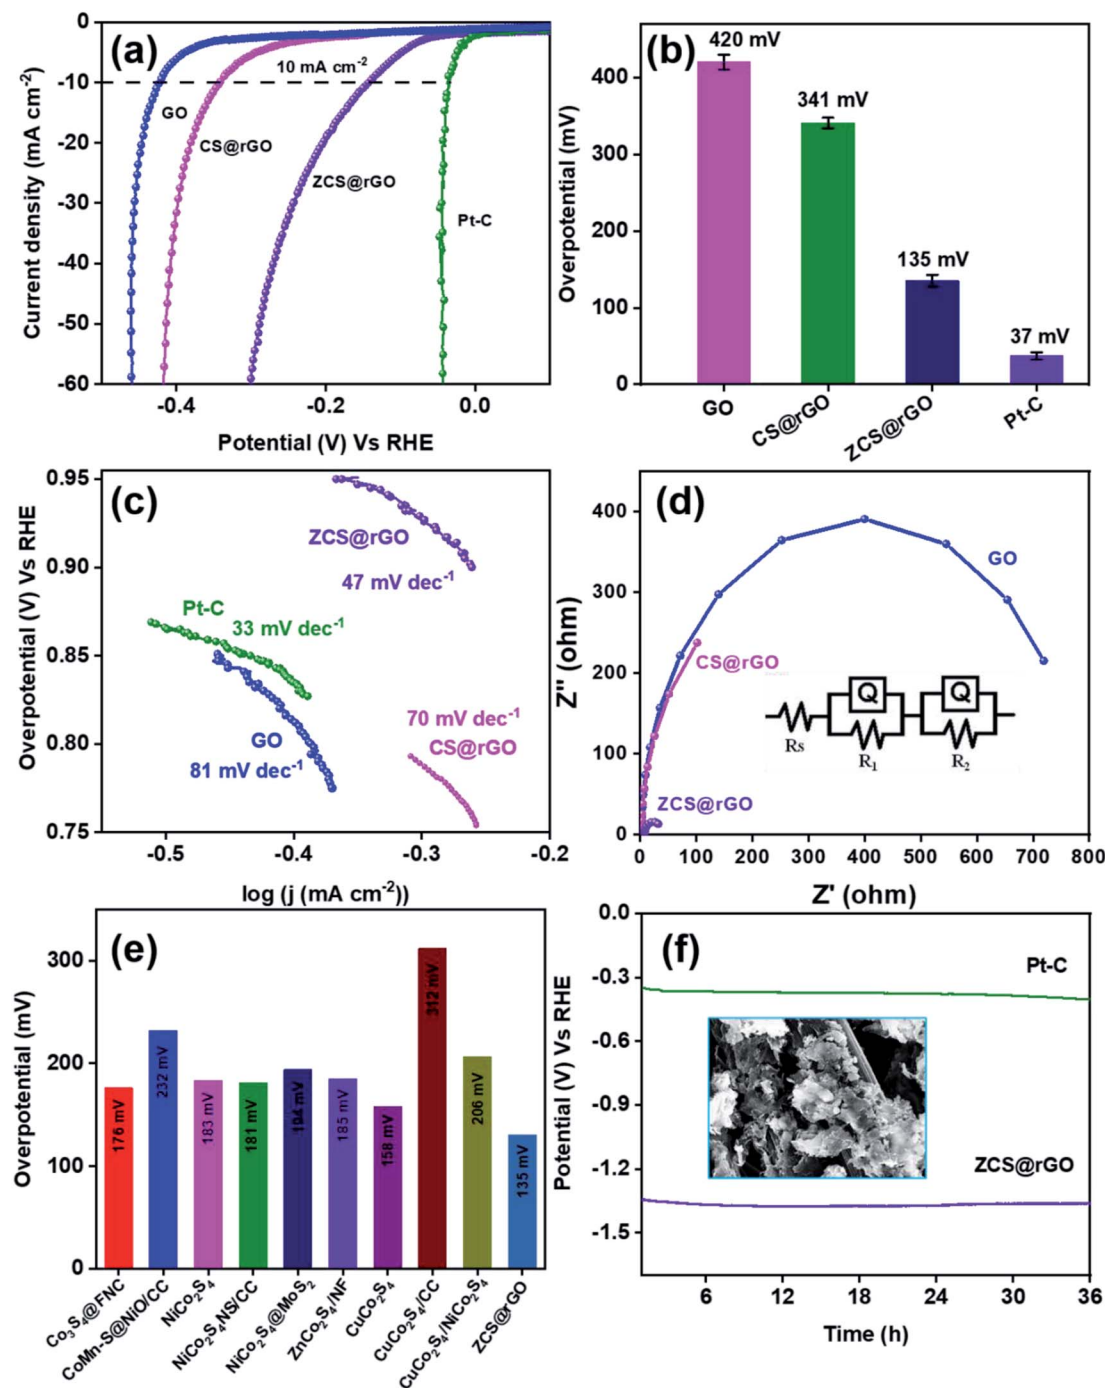 (a)
0
-10
-20
-30
-40
-50
-60
Current density (mA cm⁻²)
10 mA cm⁻²
GO
CS@rGO
ZCS@rGO
Pt-C
-0.4
-0.2
0.0
Potential (V) Vs RHE
(b)
400
300
200
100
0
Overpotential (mV)
420 mV
341 mV
135 mV
37 mV
GO
CS@rGO
ZCS@rGO
Pt-C
(c)
0.95
0.90
0.85
0.80
0.75
Overpotential (V) Vs RHE
ZCS@rGO
47 mV dec⁻¹
Pt-C
33 mV dec⁻¹
GO
81 mV dec⁻¹
70 mV dec⁻¹
CS@rGO
-0.5
-0.4
-0.3
-0.2
log (j (mA cm⁻²))
(d)
400
300
200
100
0
Z'' (ohm)
GO
CS@rGO
ZCS@rGO
Q
Q
Rs
R₁
R₂
0
100
200
300
400
500
600
700
800
Z' (ohm)
(e)
300
200
100
0
Overpotential (mV)
176 mV
232 mV
183 mV
181 mV
194 mV
185 mV
158 mV
312 mV
206 mV
135 mV
Co₃S₄@FNC
CoMn-S@NiO/CC
NiCo₂S₄
NiCo₂S₄NS/CC
NiCo₂S₄@MoS₂
ZnCo₂S₄/NF
CuCo₂S₄
CuCo₂S₄/CC
CuCo₂S₄/NiCo₂S₄
ZCS@rGO
(f)
0.0
-0.3
-0.6
-0.9
-1.2
-1.5
Potential (V) Vs RHE
Pt-C
ZCS@rGO
6
12
18
24
30
36
Time (h)